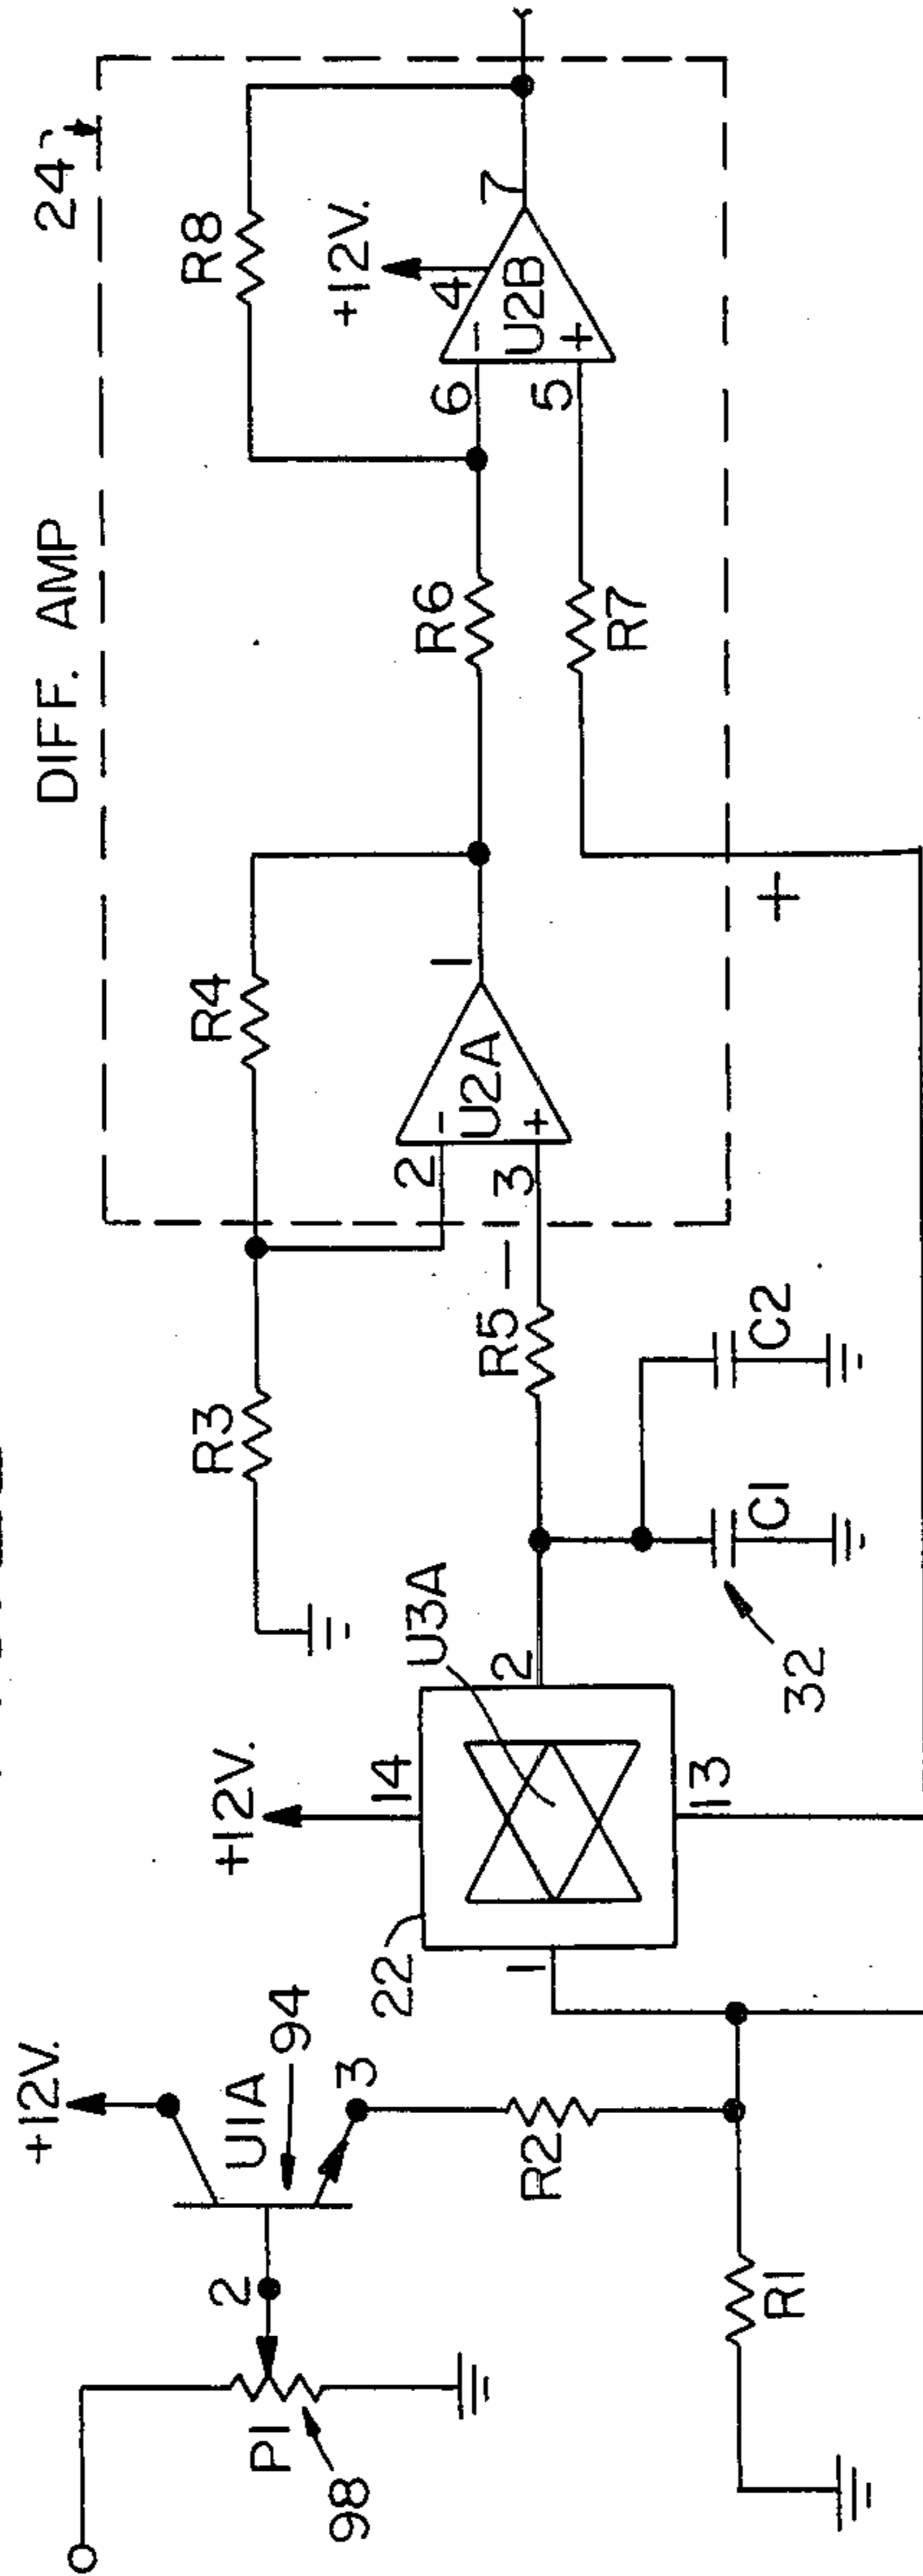 DIFF. AMP
24
R8
+12V.
4
R4
R3
6
7
U2B
-
+
5
R6
R7
1
2
U2A
-
+
3
+
R5
-
C2
C1
32
U3A
2
+12V.
14
13
22
1
+12V.
U1A
94
3
2
R2
P1
98
R1